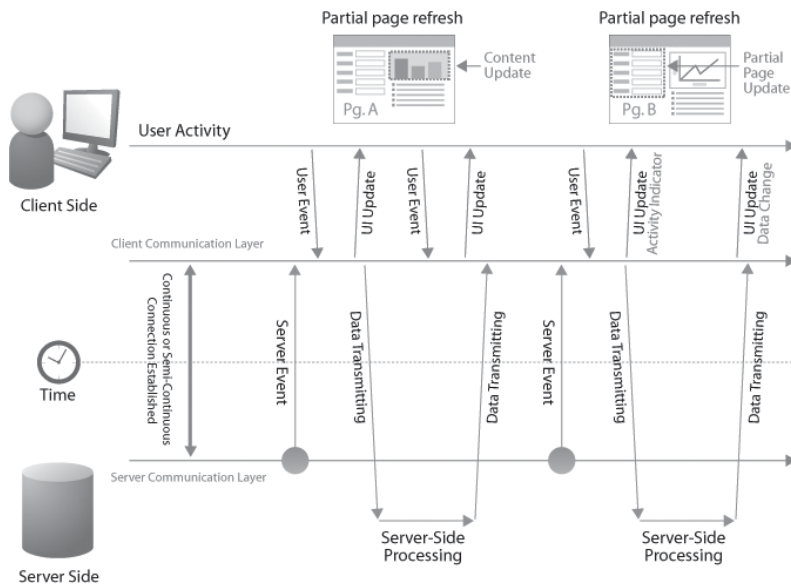 Partial page refresh
Partial page refresh
Content
Update
Pg. A
Partial
Page
Update
Pg. B
User Activity
Client Side
User Event
UI Update
User Event
UI Update
User Event
UI Update
Activity Indicator
UI Update
Data Change
Client Communication Layer
Continuous or Semi-Continuous
Connection Established
Server Event
Data Transmitting
Data Transmitting
Server Event
Data Transmitting
Data Transmitting
Time
Server Communication Layer
Server-Side
Processing
Server-Side
Processing
Server Side